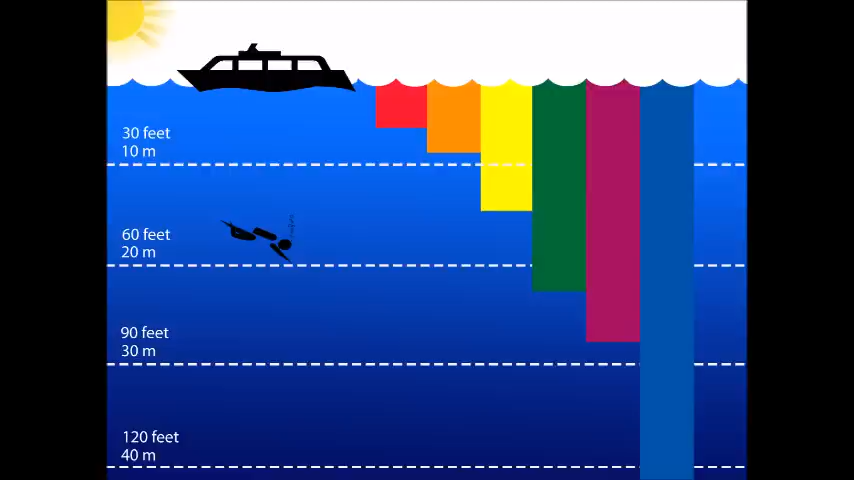 30 feet
10 m
60 feet
20 m
90 feet
30 m
120 feet
40 m